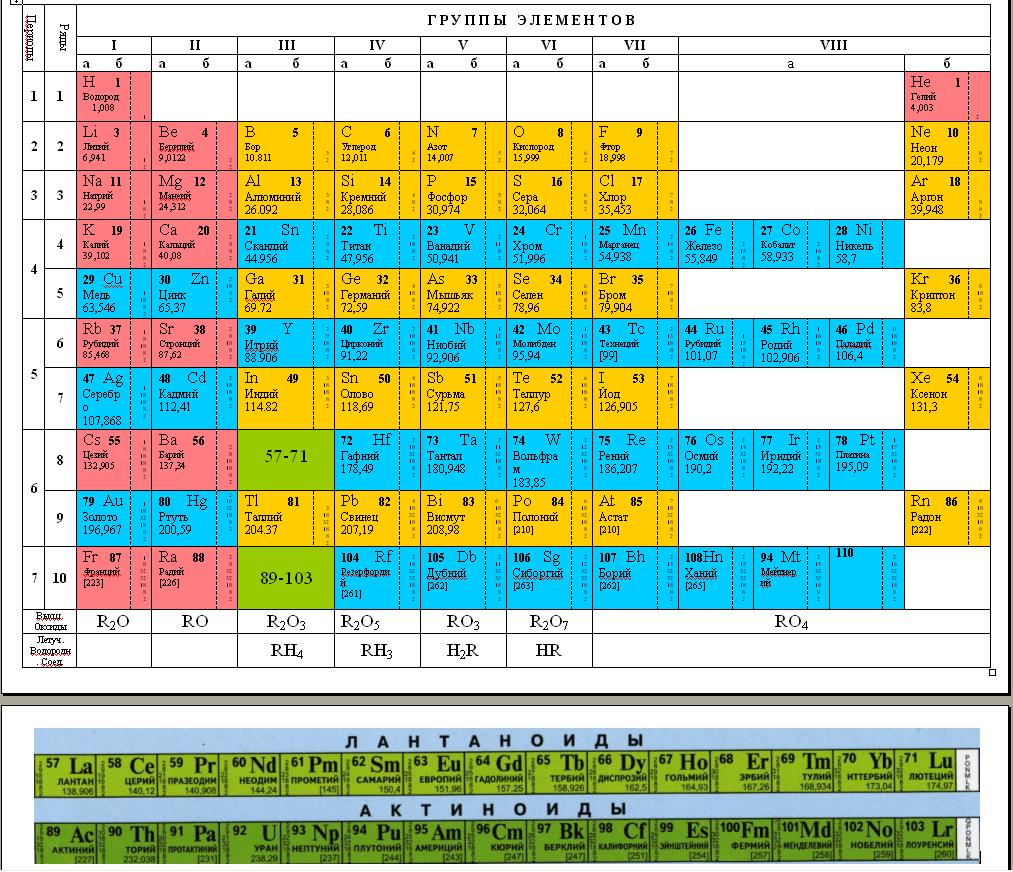 ГРУППЫ ЭЛЕМЕНТОВ
Периоды Ряды
I II III IV V VI VII VIII
а б а б а б а б а б а б а б а б
1 1 H 1 He 1
Водород Гелий
1,008 4,003
2 2 Li 3 Be 4 B 5 C 6 N 7 O 8 F 9 Ne 10
Литий Берилий Бор Углерод Азот Кислород Фтор Неон
6,941 9,0122 10.811 12,011 14,007 15,999 18,998 20,179
3 3 Na 11 Mg 12 Al 13 Si 14 P 15 S 16 Cl 17 Ar 18
Натрий Алюминий Кремний Фосфор Сера Хлор Аргон
22,99 24,312 26.092 28,086 30,974 32,064 35,453 39,948
4 4 K 19 Ca 20 21 Sn 22 Ti 23 V 24 Cr 25 Mn 26 Fe 27 Co 28 Ni
Калий Кальций Скандий Титан Ванадий Хром Марганец Железо Кобальт Никель
39,102 40,08 44.956 47,956 50,941 51,996 54,938 55,849 58,933 58,7
5 29 Cu 30 Zn Ga 31 Ge 32 As 33 Se 34 Br 35 Kr 36
Медь Цинк Галий Германий Мышьяк Селен Бром Криптон
63,546 65,37 69.72 72,59 74,922 78,96 79,904 83,8
5 6 Rb 37 Sr 38 39 Y 40 Zr 41 Nb 42 Mo 43 Tc 44 Ru 45 Rh 46 Pd
Рубидий Стронций Итрий Цирконий Ниобий Молибден Технеций Рубидий Родий Паладий
85,468 87,62 88.906 91,22 92,906 95,94 [99] 101,07 102,906 106,4
7 47 Ag 48 Cd In 49 Sn 50 Sb 51 Te 52 I 53 Xe 54
Серебр
о Кадмий Индий Олово Сурьма Теллур Йод Ксенон
107,868 112,41 114.82 118,69 121,75 127,6 126,905 131,3
6 8 Cs 55 Ba 56 57-71 72 Hf 73 Ta 74 W 75 Re 76 Os 77 Ir 78 Pt
Цезий Барий Гафний Тантал Вольфра
м Рений Осмий Иридий Платина
132,905 137,34 178,49 180,948 183,85 186,207 190,2 192,22 195,09
9 79 Au 80 Hg Tl 81 Pb 82 Bi 83 Po 84 At 85 Rn 86
Золото Ртуть Таллий Свинец Висмут Полоний Астат Радон
196,967 200,59 204.37 207,19 208,98 [210] [210] [222]
7 10 Fr 87 Ra 88 89-103 104 Rf 105 Db 106 Sg 107 Bh 108Hn 94 Mt 110
Франций Радий Резерфорди
й Дубний Сиборгий Борий Ханий Мейтнер
ий
[223] [226] [261] [262] [263] [262] [265]
Высш. Оксиды R2O RO R2O3 R2O5 RO3 R2O7 RO4
Летуч. Водородн. Соед. RH4 RH3 H2R HR
ЛАНТАНОИДЫ
57 La 58 Ce 59 Pr 60 Nd 61 Pm 62 Sm 63 Eu 64 Gd 65 Tb 66 Dy 67 Ho 68 Er 69 Tm 70 Yb 71 Lu
ЛАНТАН ЦЕРИЙ ПРАЗЕОДИМ НЕОДИМ ПРОМЕТИЙ САМАРИЙ ЕВРОПИЙ ГАДОЛИНИЙ ТЕРБИЙ ДИСПРОЗИЙ ГОЛЬМИЙ ЭРБИЙ ТУЛИЙ ИТТЕРБИЙ ЛЮТЕЦИЙ
138,906 140,12 140,908 144,24 [145] 150,4 151,96 157,25 158,926 162,5 164,93 167,26 168,934 173,04 174,97
АКТИНОИДЫ
89 Ac 90 Th 91 Pa 92 U 93 Np 94 Pu 95 Am 96 Cm 97 Bk 98 Cf 99 Es 100 Fm 101 Md 102 No 103 Lr
АКТИНИЙ ТОРИЙ ПРОТАКТИНИЙ УРАН НЕПТУНИЙ ПЛУТОНИЙ АМЕРИЦИЙ КЮРИЙ БЕРКЛИЙ КАЛИФОРНИЙ ЭЙНШТЕЙНИЙ ФЕРМИЙ МЕНДЕЛЕВИЙ НОБЕЛИЙ ЛОУРЕНСИЙ
[227] 232,038 [231] 238,29 [237] [244] [243] [247] [247] [251] [254] [257] [258] [259] [260]